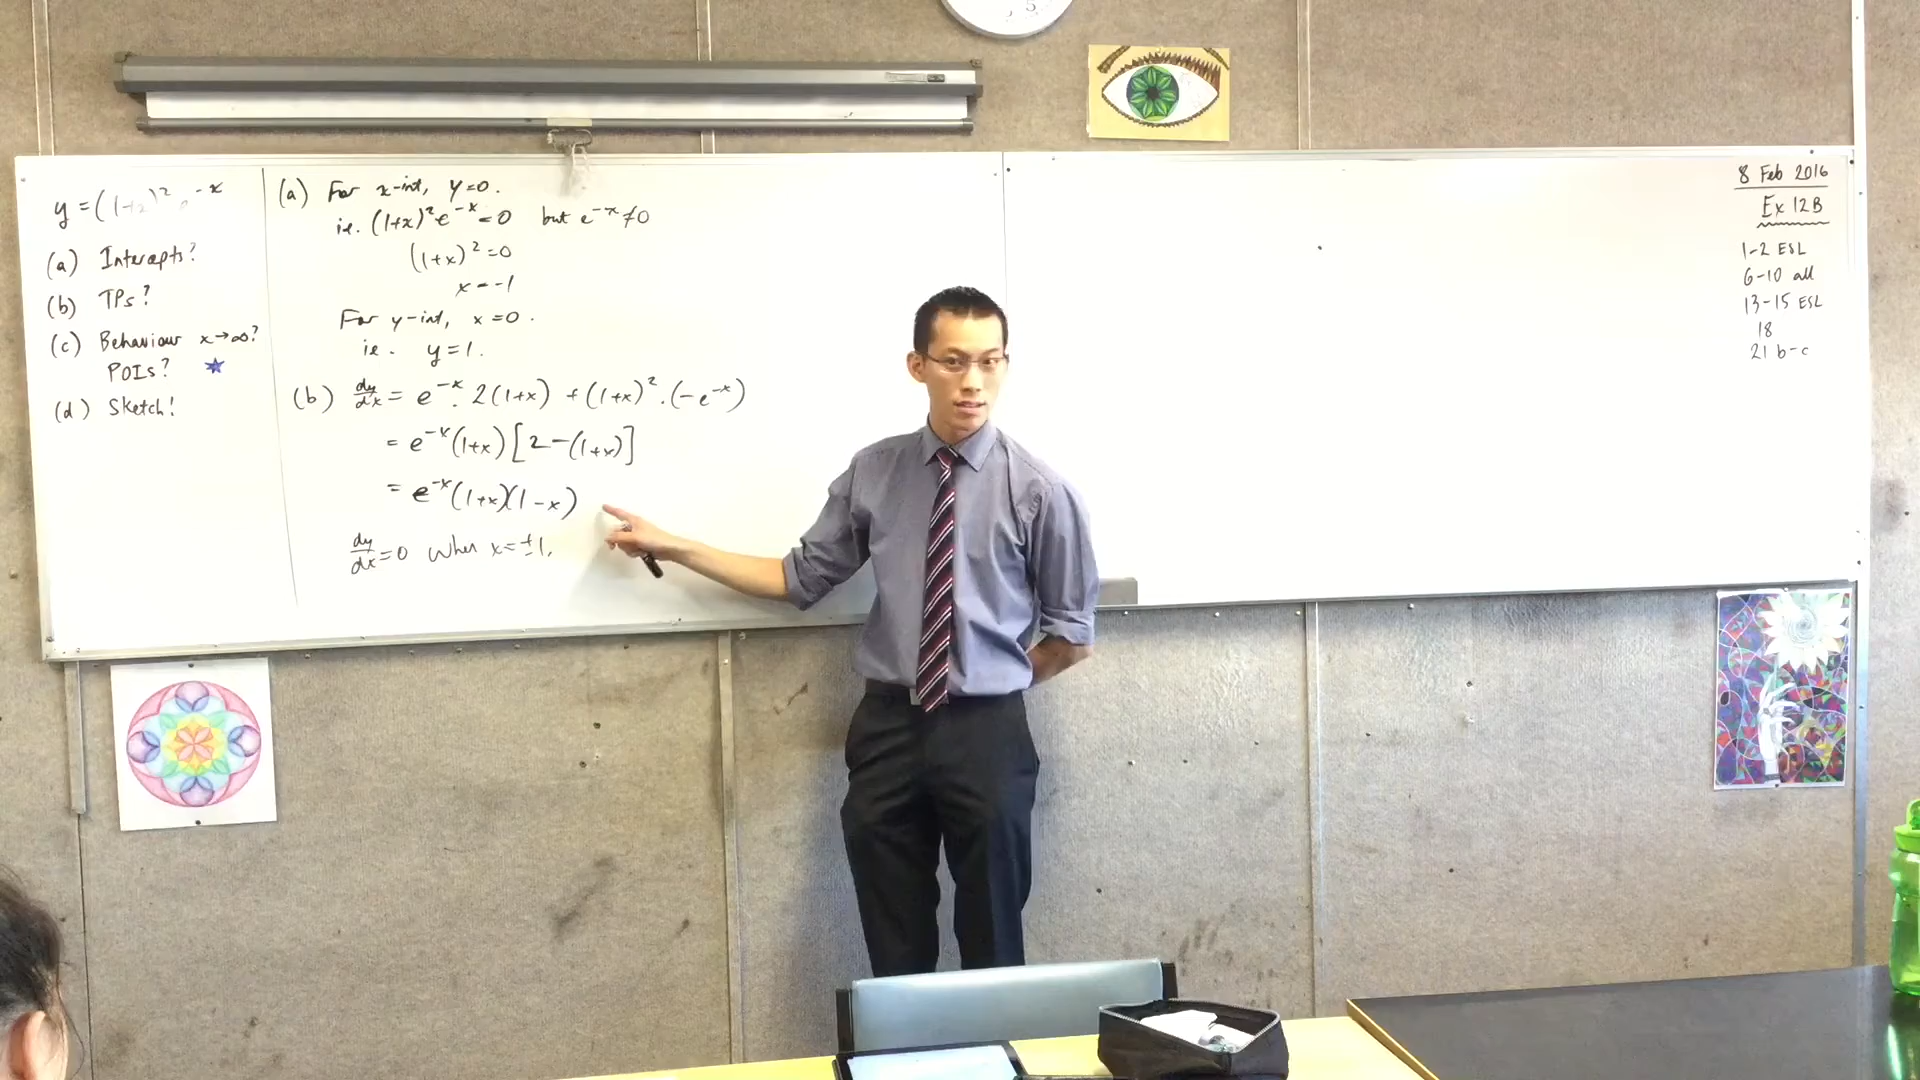 y = (1+x)² e^{-x}
(a) Intercepts?
(b) TPs?
(c) Behaviour x→∞?
POIs? ★
(d) Sketch!
(a) For x-int, y=0.
i.e. (1+x)²e^{-x} = 0 but e^{-x} ≠ 0
(1+x)² = 0
x = -1
For y-int, x=0.
i.e. y=1.
(b) dy/dx = e^{-x}. 2(1+x) + (1+x)².(-e^{-x})
= e^{-x}(1+x)[2-(1+x)]
= e^{-x}(1+x)(1-x)
dy/dx = 0 when x = ±1.
8 Feb 2016
Ex 12B
1-2 ESL
6-10 all
13-15 ESL
18
21 b-c